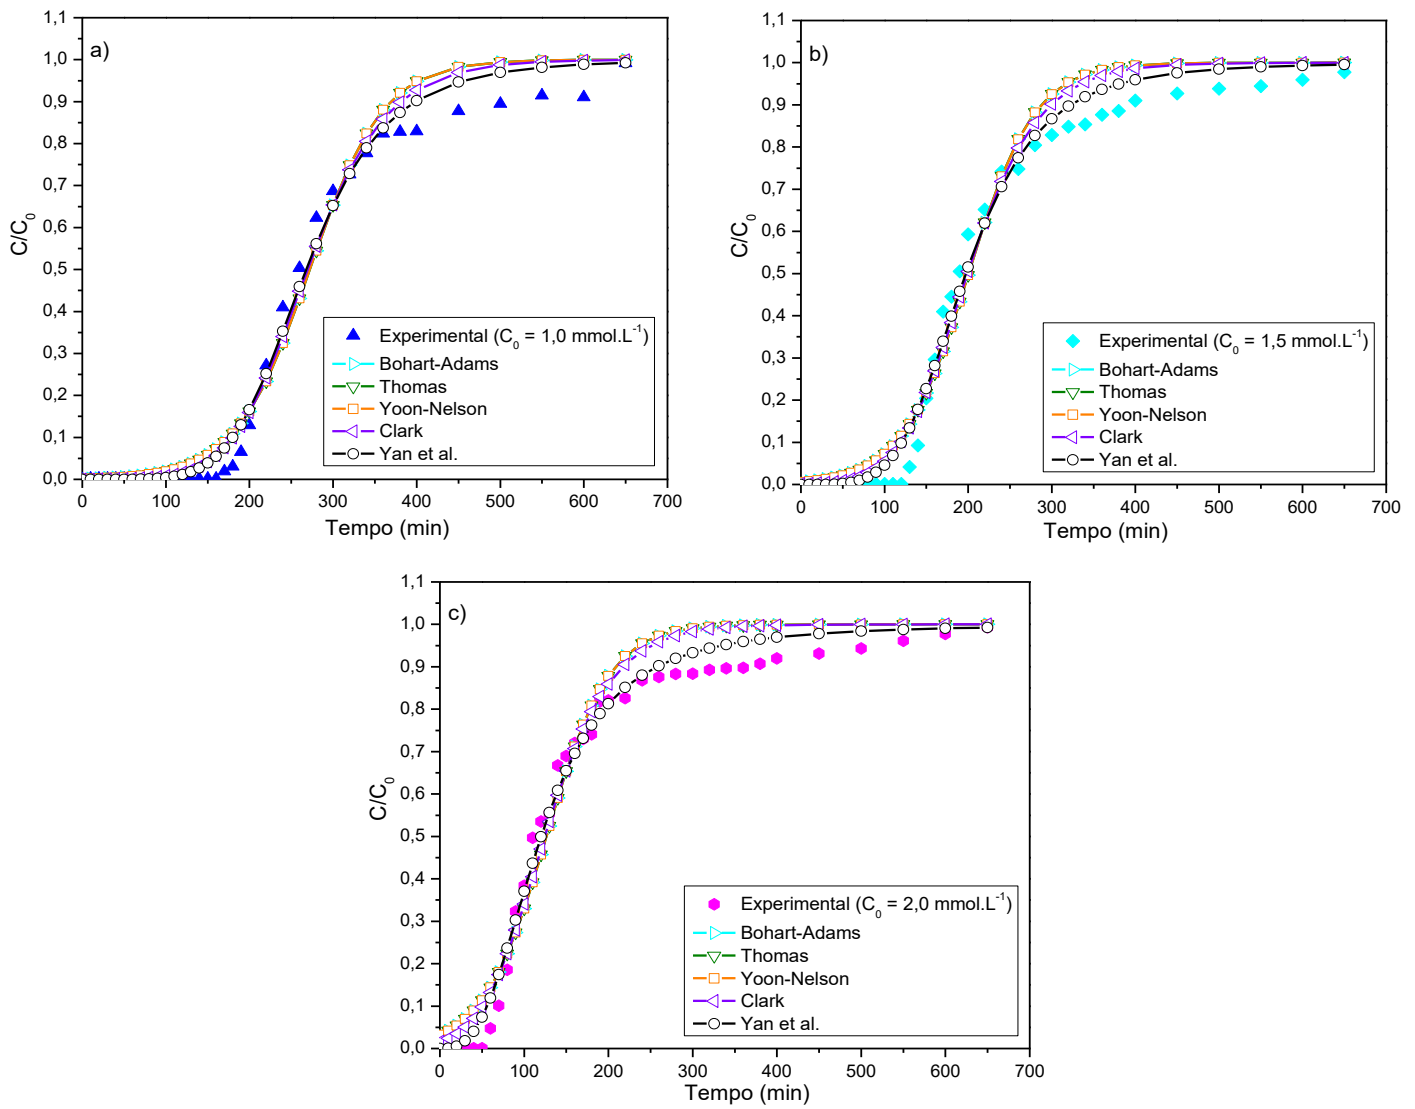 a)
1,1
1,0
0,9
0,8
0,7
0,6
0,5
0,4
0,3
0,2
0,1
0,0
C/C₀
Experimental (C₀ = 1,0 mmol.L⁻¹)
Bohart-Adams
Thomas
Yoon-Nelson
Clark
Yan et al.
0 100 200 300 400 500 600 700
Tempo (min)
b)
1,1
1,0
0,9
0,8
0,7
0,6
0,5
0,4
0,3
0,2
0,1
0,0
C/C₀
Experimental (C₀ = 1,5 mmol.L⁻¹)
Bohart-Adams
Thomas
Yoon-Nelson
Clark
Yan et al.
0 100 200 300 400 500 600 700
Tempo (min)
c)
1,1
1,0
0,9
0,8
0,7
0,6
0,5
0,4
0,3
0,2
0,1
0,0
C/C₀
Experimental (C₀ = 2,0 mmol.L⁻¹)
Bohart-Adams
Thomas
Yoon-Nelson
Clark
Yan et al.
0 100 200 300 400 500 600 700
Tempo (min)